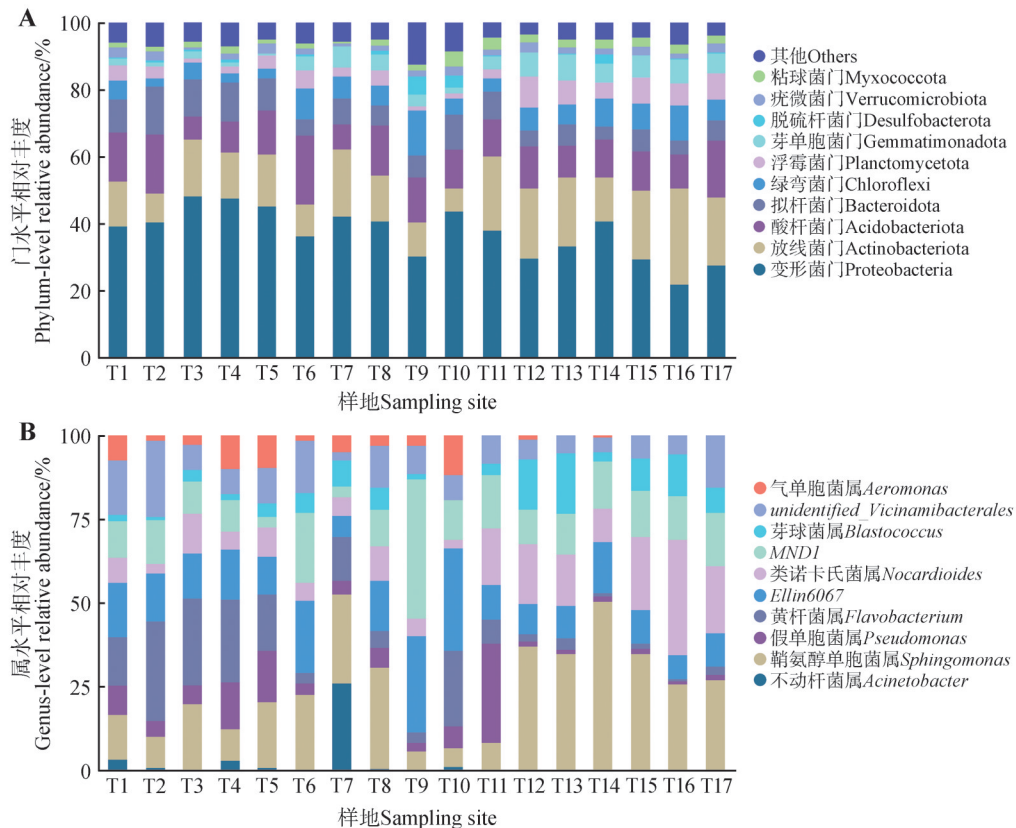 A
100
80
60
40
20
0
门水平相对丰度
Phylum-level relative abundance/%
T1 T2 T3 T4 T5 T6 T7 T8 T9 T10 T11 T12 T13 T14 T15 T16 T17
样地Sampling site
其他Others
粘球菌门Myxococcota
疣微菌门Verrucomicrobiota
脱硫杆菌门Desulfobacterota
芽单胞菌门Gemmatimonadota
浮霉菌门Planctomycetota
绿弯菌门Chloroflexi
拟杆菌门Bacteroidota
酸杆菌门Acidobacteriota
放线菌门Actinobacteriota
变形菌门Proteobacteria
B
100
75
50
25
0
属水平相对丰度
Genus-level relative abundance/%
T1 T2 T3 T4 T5 T6 T7 T8 T9 T10 T11 T12 T13 T14 T15 T16 T17
样地Sampling site
气单胞菌属Aeromonas
unidentified_Vicinamibacterales
芽球菌属Blastococcus
MND1
类诺卡氏菌属Nocardioides
Ellin6067
黄杆菌属Flavobacterium
假单胞菌属Pseudomonas
鞘氨醇单胞菌属Sphingomonas
不动杆菌属Acinetobacter